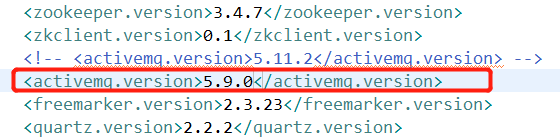 <zookeeper.version>3.4.7</zookeeper.version>
<zkclient.version>0.1</zkclient.version>
<!-- <activemq.version>5.11.2</activemq.version> -->
<activemq.version>5.9.0</activemq.version>
<freemarker.version>2.3.23</freemarker.version>
<quartz.version>2.2.2</quartz.version>